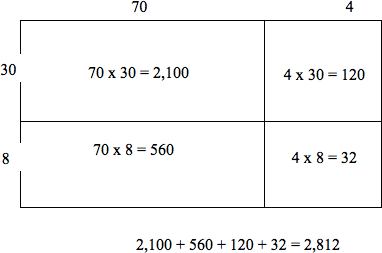 70 4
30 70 x 30 = 2,100 4 x 30 = 120
8 70 x 8 = 560 4 x 8 = 32
2,100 + 560 + 120 + 32 = 2,812